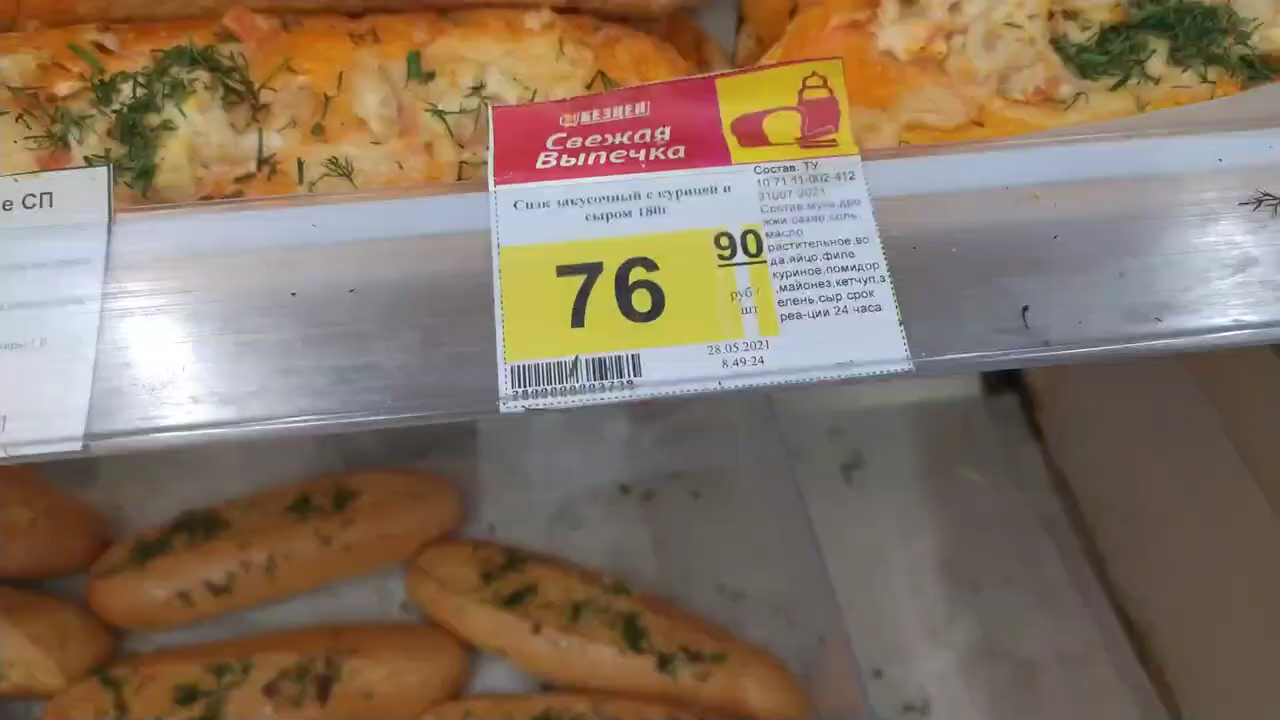 е СП
БЕЗЦЕН
Свежая
Выпечка
Снэк закусочный с курицей и
сыром 180г
76
90
руб /
шт
Состав. ТУ
10 71 11-002-412
31007-2021
Состав:мука,дро
жжи сахар,соль
масло
растительное,во
да,яйцо,филе
куриное,помидор
,майонез,кетчуп,з
елень,сыр срок
реа-ции 24 часа
28.05.2021
8.49:24